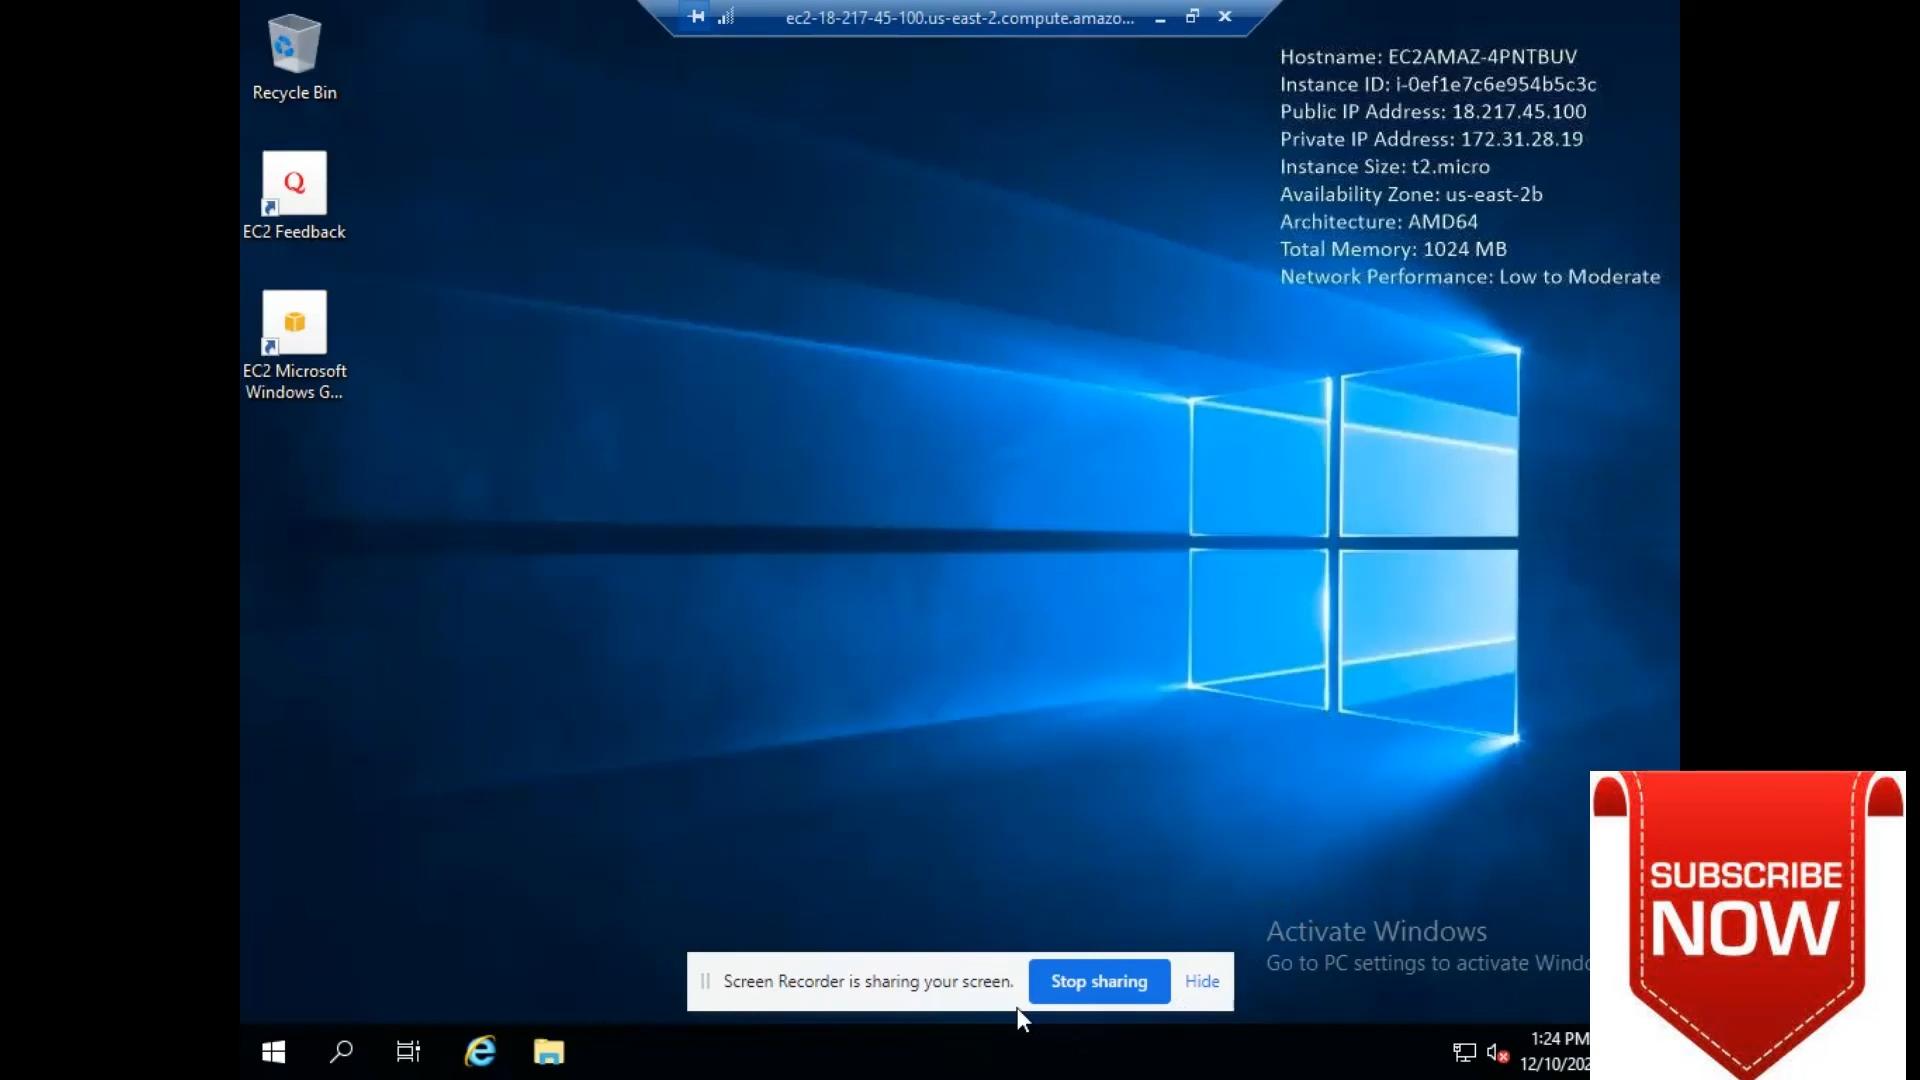 ec2-18-217-45-100.us-east-2.compute.amazo...
Recycle Bin
EC2 Feedback
EC2 Microsoft
Windows G...
Hostname: EC2AMAZ-4PNTBUV
Instance ID: i-0ef1e7c6e954b5c3c
Public IP Address: 18.217.45.100
Private IP Address: 172.31.28.19
Instance Size: t2.micro
Availability Zone: us-east-2b
Architecture: AMD64
Total Memory: 1024 MB
Network Performance: Low to Moderate
Activate Windows
Go to PC settings to activate Windo
Screen Recorder is sharing your screen.
Stop sharing
Hide
1:24 PM
12/10/202
SUBSCRIBE
NOW